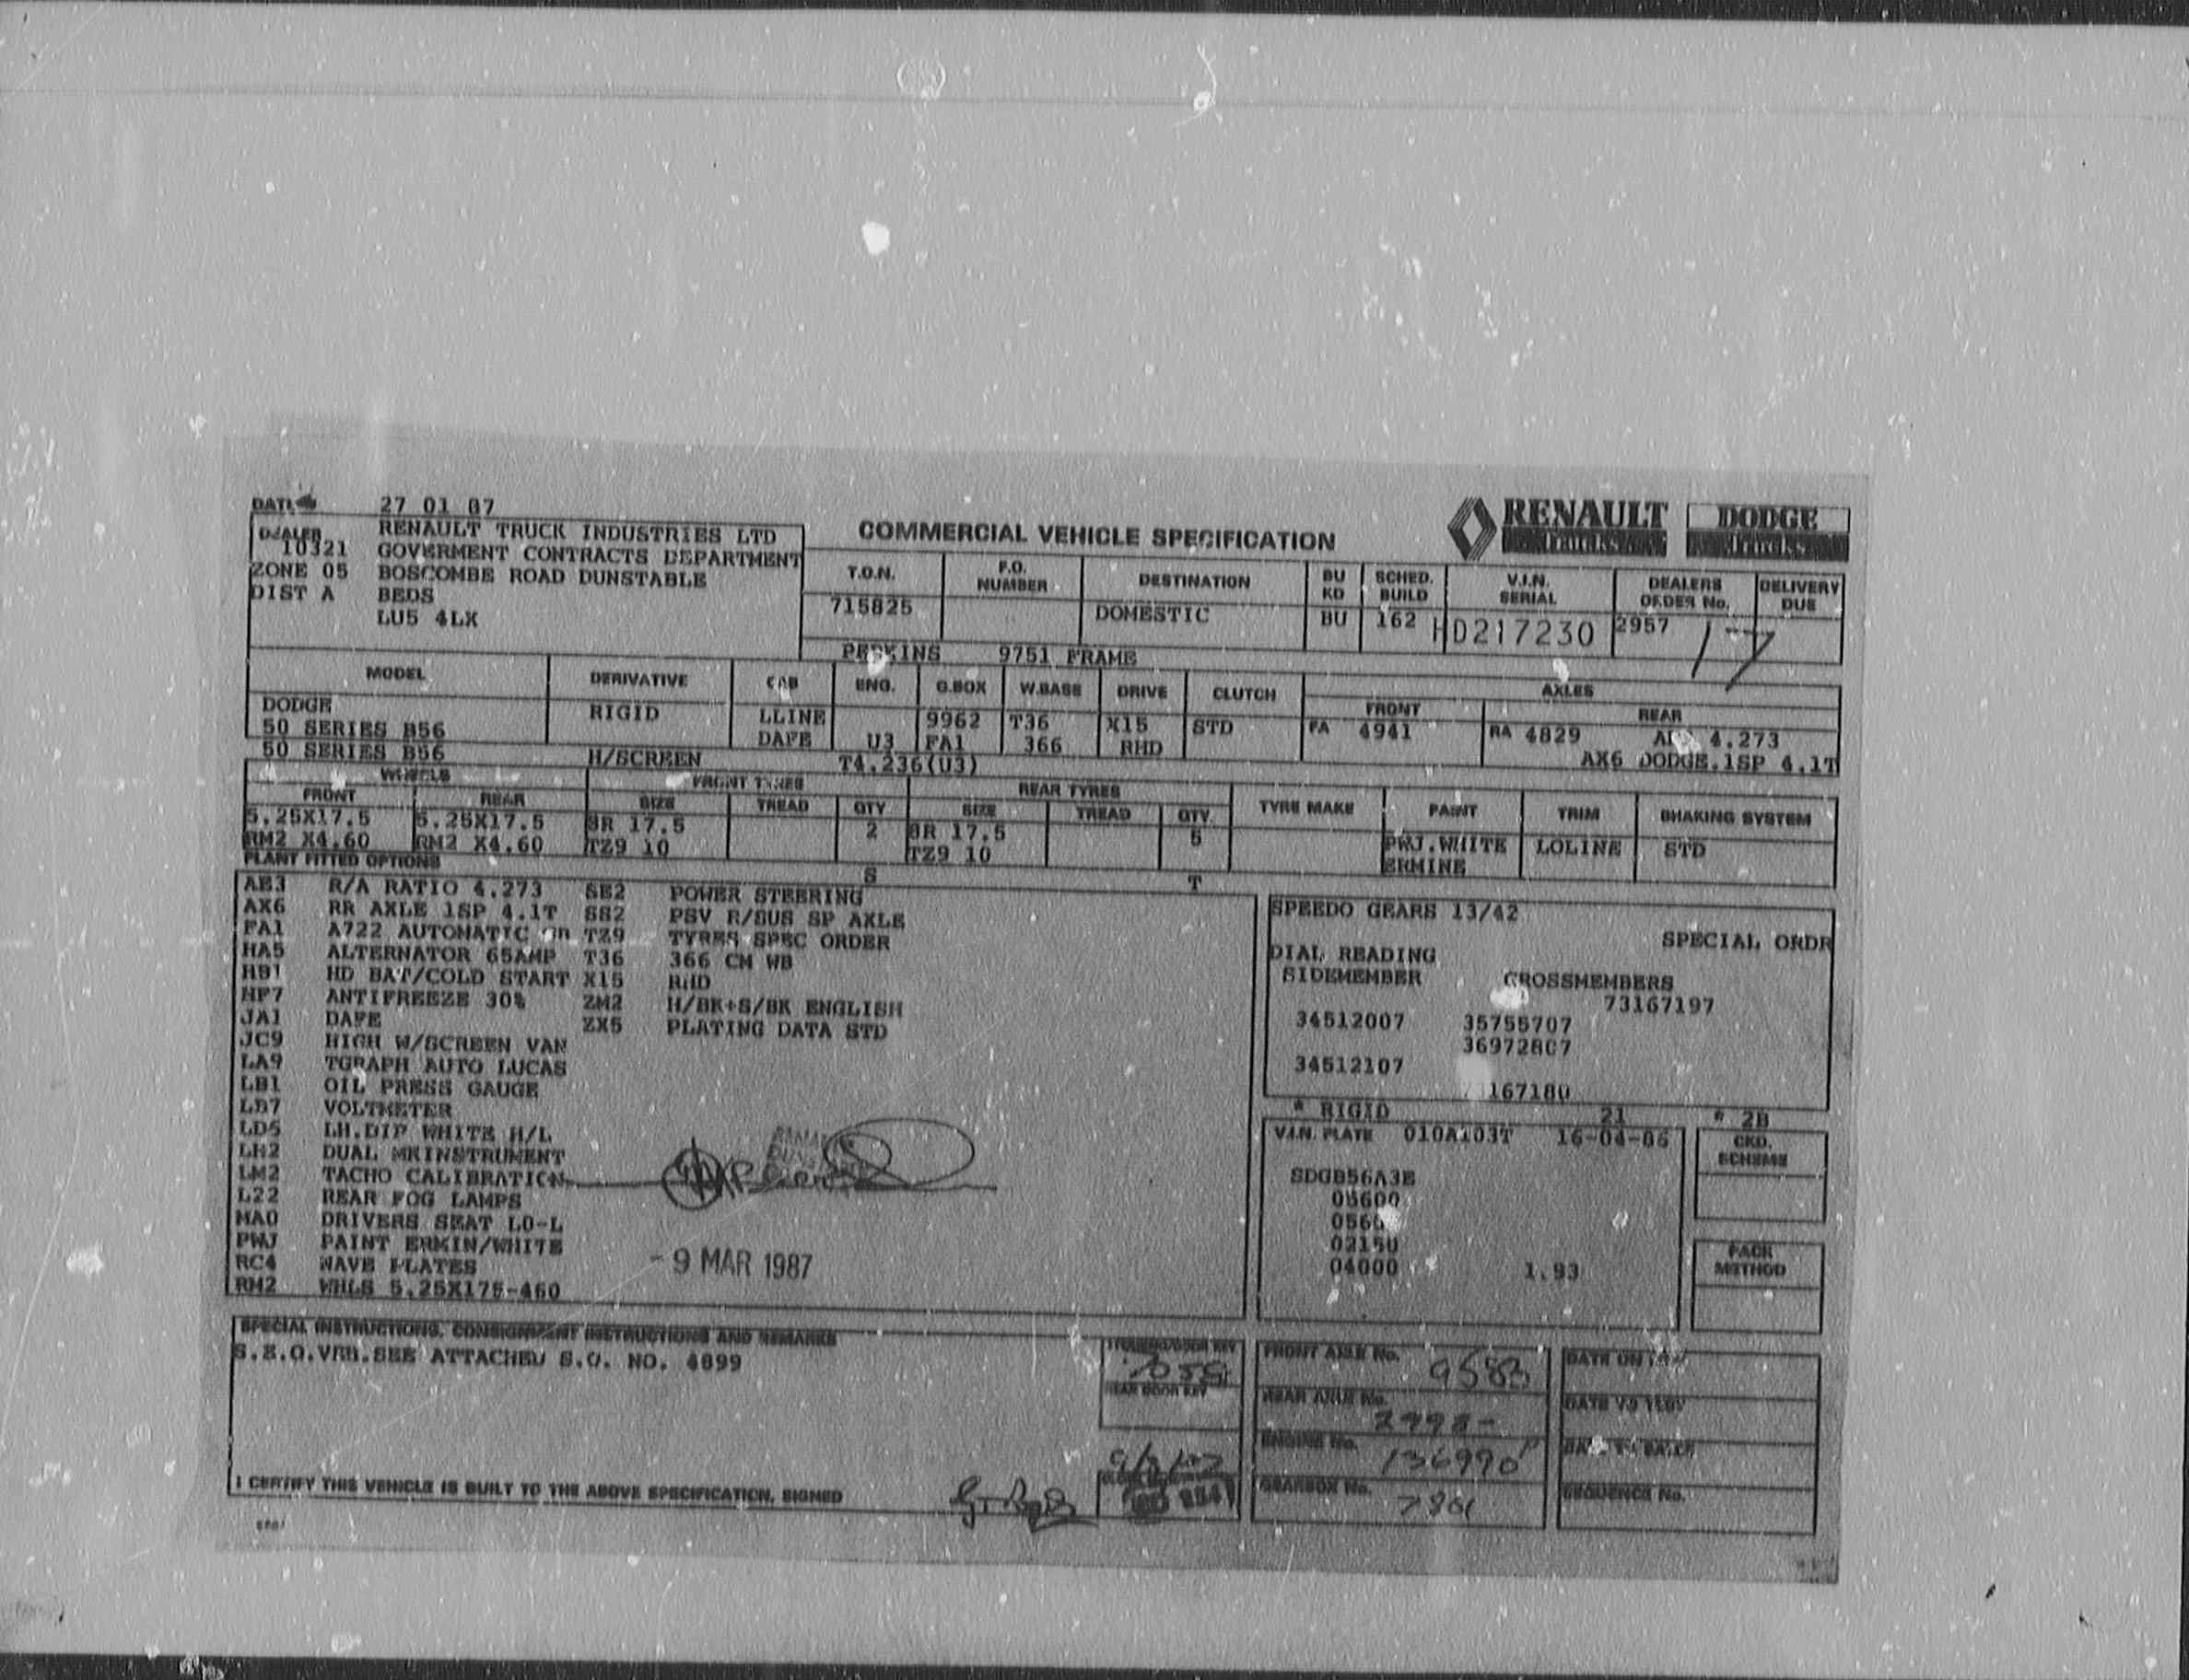 27 01 87
DEALER 10321 RENAULT TRUCK INDUSTRIES LTD
GOVERMENT CONTRACTS DEPARTMENT
ZONE 05 BOSCOMBE ROAD DUNSTABLE
DIST A BEDS
LU5 4LX
COMMERCIAL VEHICLE SPECIFICATION
RENAULT DODGE
T.O.N. F.O. NUMBER DESTINATION BU KD SCHED. BUILD V.I.N. SERIAL DEALERS ORDER No. DELIVERY DUE
715825 DOMESTIC BU 162 HD217230 2957 17
PERKINS 9751 FRAME
MODEL DERIVATIVE CAB ENG. G.BOX W.BASE DRIVE CLUTCH AXLES
FRONT REAR
DODGE RIGID LLINE 9962 T36 X15 STD FA 4941 RA 4829 4.273
50 SERIES B56 DAFE U3 FA1 366 RHD
50 SERIES B56 H/SCREEN T4.236(U3) AX6 DODGE.1SP 4.1T
WHEELS FRONT TYRES REAR TYRES TYRE MAKE PAINT TRIM BRAKING SYSTEM
FRONT REAR SIZE TREAD QTY SIZE TREAD QTY.
5.25X17.5 5.25X17.5 8R 17.5 2 8R 17.5 5 PWJ.WHITE LOLINE STD
RM2 X4.60 RM2 X4.60 TZ9 10 TZ9 10 ERMINE
PLANT FITTED OPTIONS S T
AE3 R/A RATIO 4.273 SE2 POWER STEERING
AX6 RR AXLE 1SP 4.1T SS2 PSV R/SUS SP AXLE
FA1 A722 AUTOMATIC TZ9 TYRES SPEC ORDER
HA5 ALTERNATOR 65AMP T36 366 CM WB
HB1 HD BAT/COLD START X15 RHD
HF7 ANTIFREEZE 30% ZM2 H/BK+S/BK ENGLISH
JA1 DAFE ZX5 PLATING DATA STD
JC9 HIGH W/SCREEN VAN
LA9 TGRAPH AUTO LUCAS
LB1 OIL PRESS GAUGE
LB7 VOLTMETER
LD5 LH.DIP WHITE H/L
LH2 DUAL MKINSTRUMENT
LM2 TACHO CALIBRATION
L22 REAR FOG LAMPS
MA0 DRIVERS SEAT LO-L
PWJ PAINT ERMIN/WHITE
RC4 NAVE PLATES
RM2 WHLS 5.25X175-460
- 9 MAR 1987
SPEEDO GEARS 13/42
SPECIAL ORDR
DIAL READING
SIDEMEMBER CROSSMEMBERS
73167197
34512007 35755707
36972807
34512107
167180
* RIGID 21 * 2B
V.I.N. PLATE 010A103T 16-04-86
CKD. SCHEME
SDGB56A3E
05600
02150
04000 1.93
PACK METHOD
SPECIAL INSTRUCTIONS, CONSIGNMENT INSTRUCTIONS AND REMARKS
S.E.O.VEH.SEE ATTACHED S.O. NO. 4899
REAR DOOR KEY
FRONT AXLE No. 9583
REAR AXLE No. 2998-
ENGINE No. 136990P
GEARBOX No.
SEQUENCE No.
I CERTIFY THIS VEHICLE IS BUILT TO THE ABOVE SPECIFICATION, SIGNED